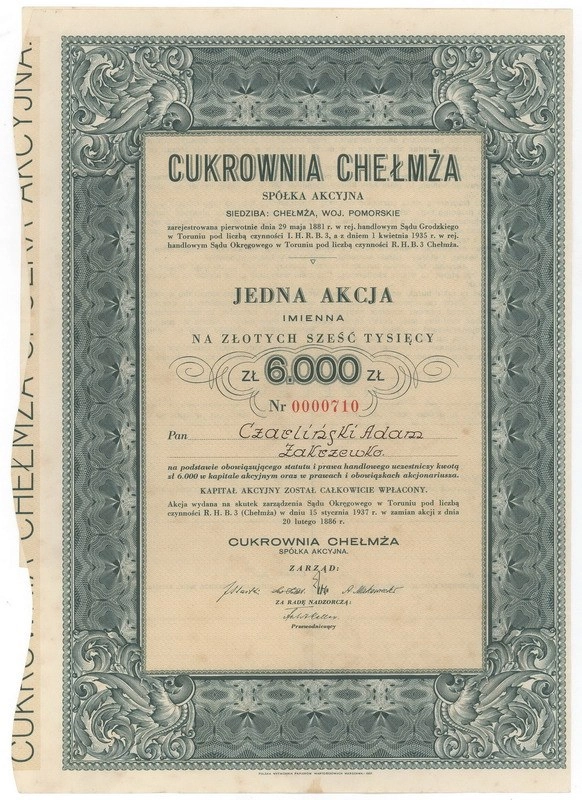 CUKROWNIA CHEŁMŻA
SPÓŁKA AKCYJNA
SIEDZIBA: CHEŁMŻA, WOJ. POMORSKIE
zarejestrowana pierwotnie dnia 29 maja 1881 r. w rej. handlowym Sądu Grodzkiego
w Toruniu pod liczbą czynności I. H. R. B. 3, a z dniem 1 kwietnia 1935 r. w rej.
handlowym Sądu Okręgowego w Toruniu pod liczbą czynności R. H. B. 3 Chełmża.
JEDNA AKCJA
IMIENNA
NA ZŁOTYCH SZEŚĆ TYSIĘCY
ZŁ 6.000 ZŁ
Nr 0000710
Pan Czarliński Adam
Zakrzewko.
na podstawie obowiązującego statutu i prawa handlowego uczestniczy kwotą
zł 6.000 w kapitale akcyjnym oraz w prawach i obowiązkach akcjonariusza.
KAPITAŁ AKCYJNY ZOSTAŁ CAŁKOWICIE WPŁACONY.
Akcja wydana na skutek zarządzenia Sądu Okręgowego w Toruniu pod liczbą
czynności R. H. B. 3 (Chełmża) w dniu 15 stycznia 1937 r. w zamian akcji z dnia
20 lutego 1886 r.
CUKROWNIA CHEŁMŻA
SPÓŁKA AKCYJNA.
ZARZĄD:
ZA RADĘ NADZORCZĄ:
Przewodniczący
CUKROWNIA CHEŁMŻA AKCYJNA.